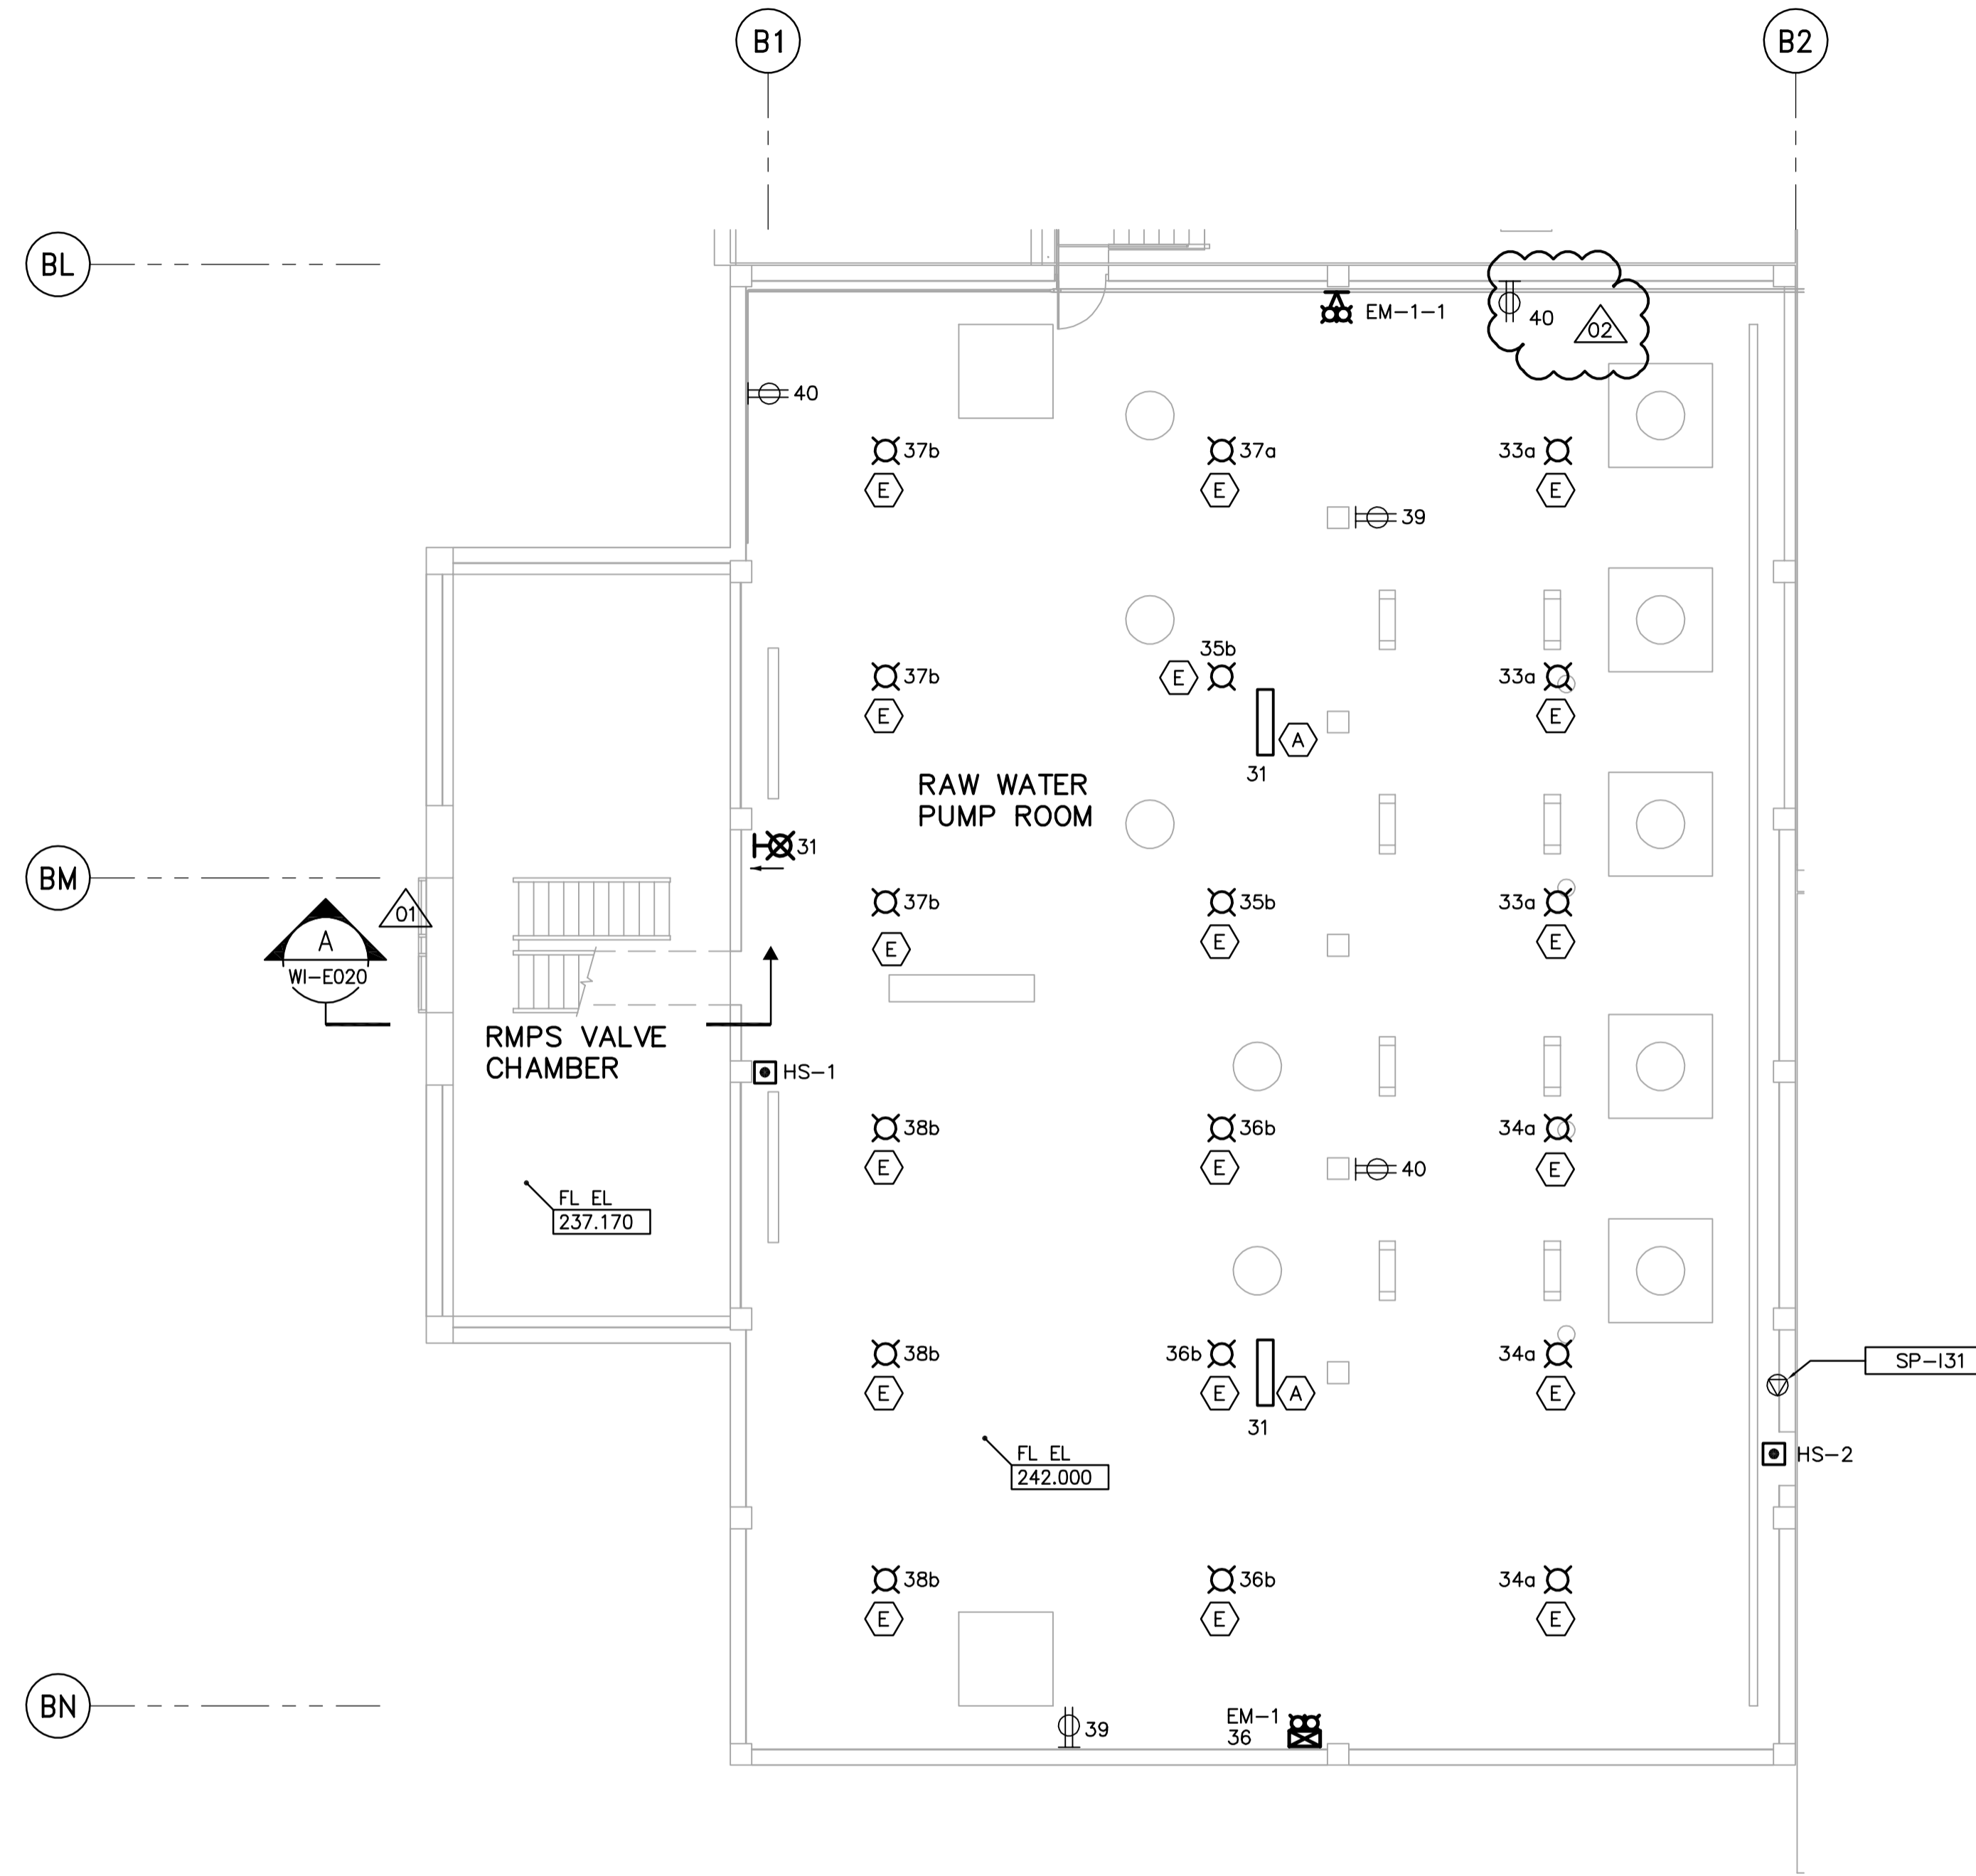 B1
B2
BL
EM-1-1
40
02
40
37b
37a
33a
E
E
E
39
35b
37b
E
33a
E
E
A
31
RAW WATER
PUMP ROOM
31
BM
01
37b
35b
33a
A
E
E
E
WI-E020
RMPS VALVE
CHAMBER
HS-1
38b
36b
34a
E
E
E
40
FL EL
237.170
38b
36b
34a
SP-I31
E
E
A
E
31
FL EL
242.000
HS-2
38b
36b
34a
E
E
E
BN
EM-1
36
39